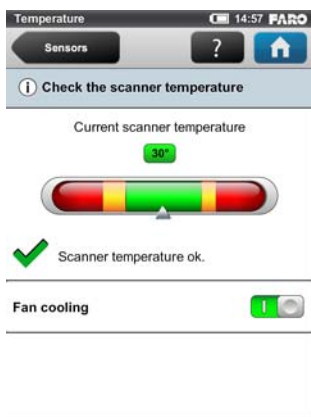 Temperature 14:57 FARO
Sensors ?
i Check the scanner temperature
Current scanner temperature
30°
Scanner temperature ok.
Fan cooling I